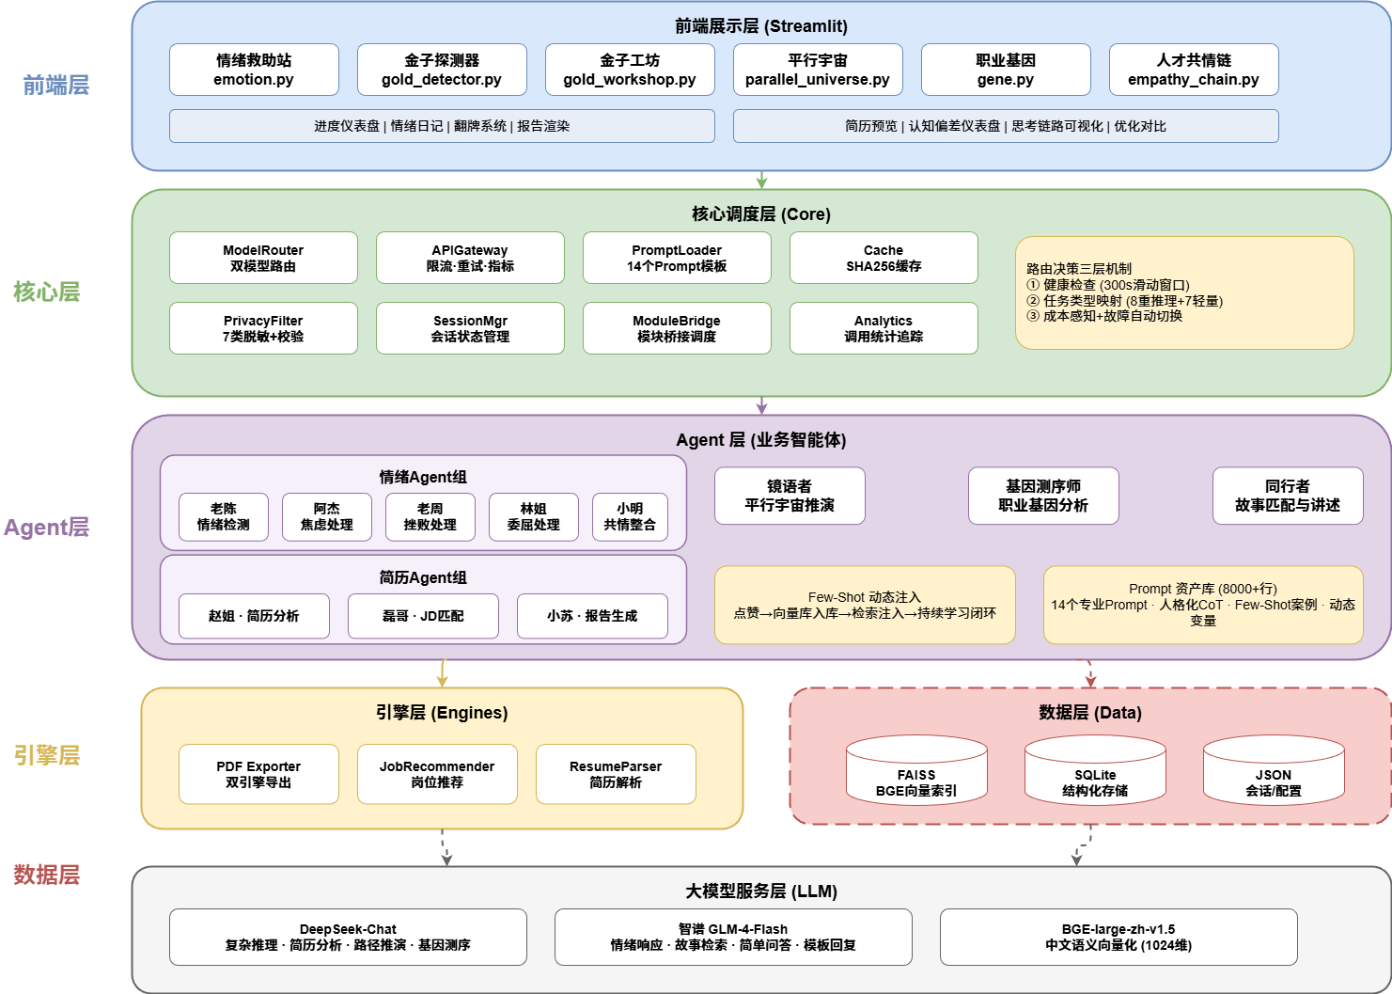 前端层
前端展示层 (Streamlit)
情绪救助站
emotion.py
金子探测器
gold_detector.py
金子工坊
gold_workshop.py
平行宇宙
parallel_universe.py
职业基因
gene.py
人才共情链
empathy_chain.py
进度仪表盘 | 情绪日记 | 翻牌系统 | 报告渲染
简历预览 | 认知偏差仪表盘 | 思考链路可视化 | 优化对比
核心层
核心调度层 (Core)
ModelRouter
双模型路由
APIGateway
限流·重试·指标
PromptLoader
14个Prompt模板
Cache
SHA256缓存
PrivacyFilter
7类脱敏+校验
SessionMgr
会话状态管理
ModuleBridge
模块桥接调度
Analytics
调用统计追踪
路由决策三层机制
① 健康检查 (300s滑动窗口)
② 任务类型映射 (8重推理+7轻量)
③ 成本感知+故障自动切换
Agent层
Agent 层 (业务智能体)
情绪Agent组
老陈
情绪检测
阿杰
焦虑处理
老周
挫败处理
林姐
委屈处理
小明
共情整合
简历Agent组
赵姐 · 简历分析
磊哥 · JD匹配
小苏 · 报告生成
镜语者
平行宇宙推演
基因测序师
职业基因分析
同行者
故事匹配与讲述
Few-Shot 动态注入
点赞→向量库入库→检索注入→持续学习闭环
Prompt 资产库 (8000+行)
14个专业Prompt · 人格化CoT · Few-Shot案例 · 动态
变量
引擎层
引擎层 (Engines)
PDF Exporter
双引擎导出
JobRecommender
岗位推荐
ResumeParser
简历解析
数据层 (Data)
FAISS
BGE向量索引
SQLite
结构化存储
JSON
会话/配置
数据层
大模型服务层 (LLM)
DeepSeek-Chat
复杂推理 · 简历分析 · 路径推演 · 基因测序
智谱 GLM-4-Flash
情绪响应 · 故事检索 · 简单问答 · 模板回复
BGE-large-zh-v1.5
中文语义向量化 (1024维)